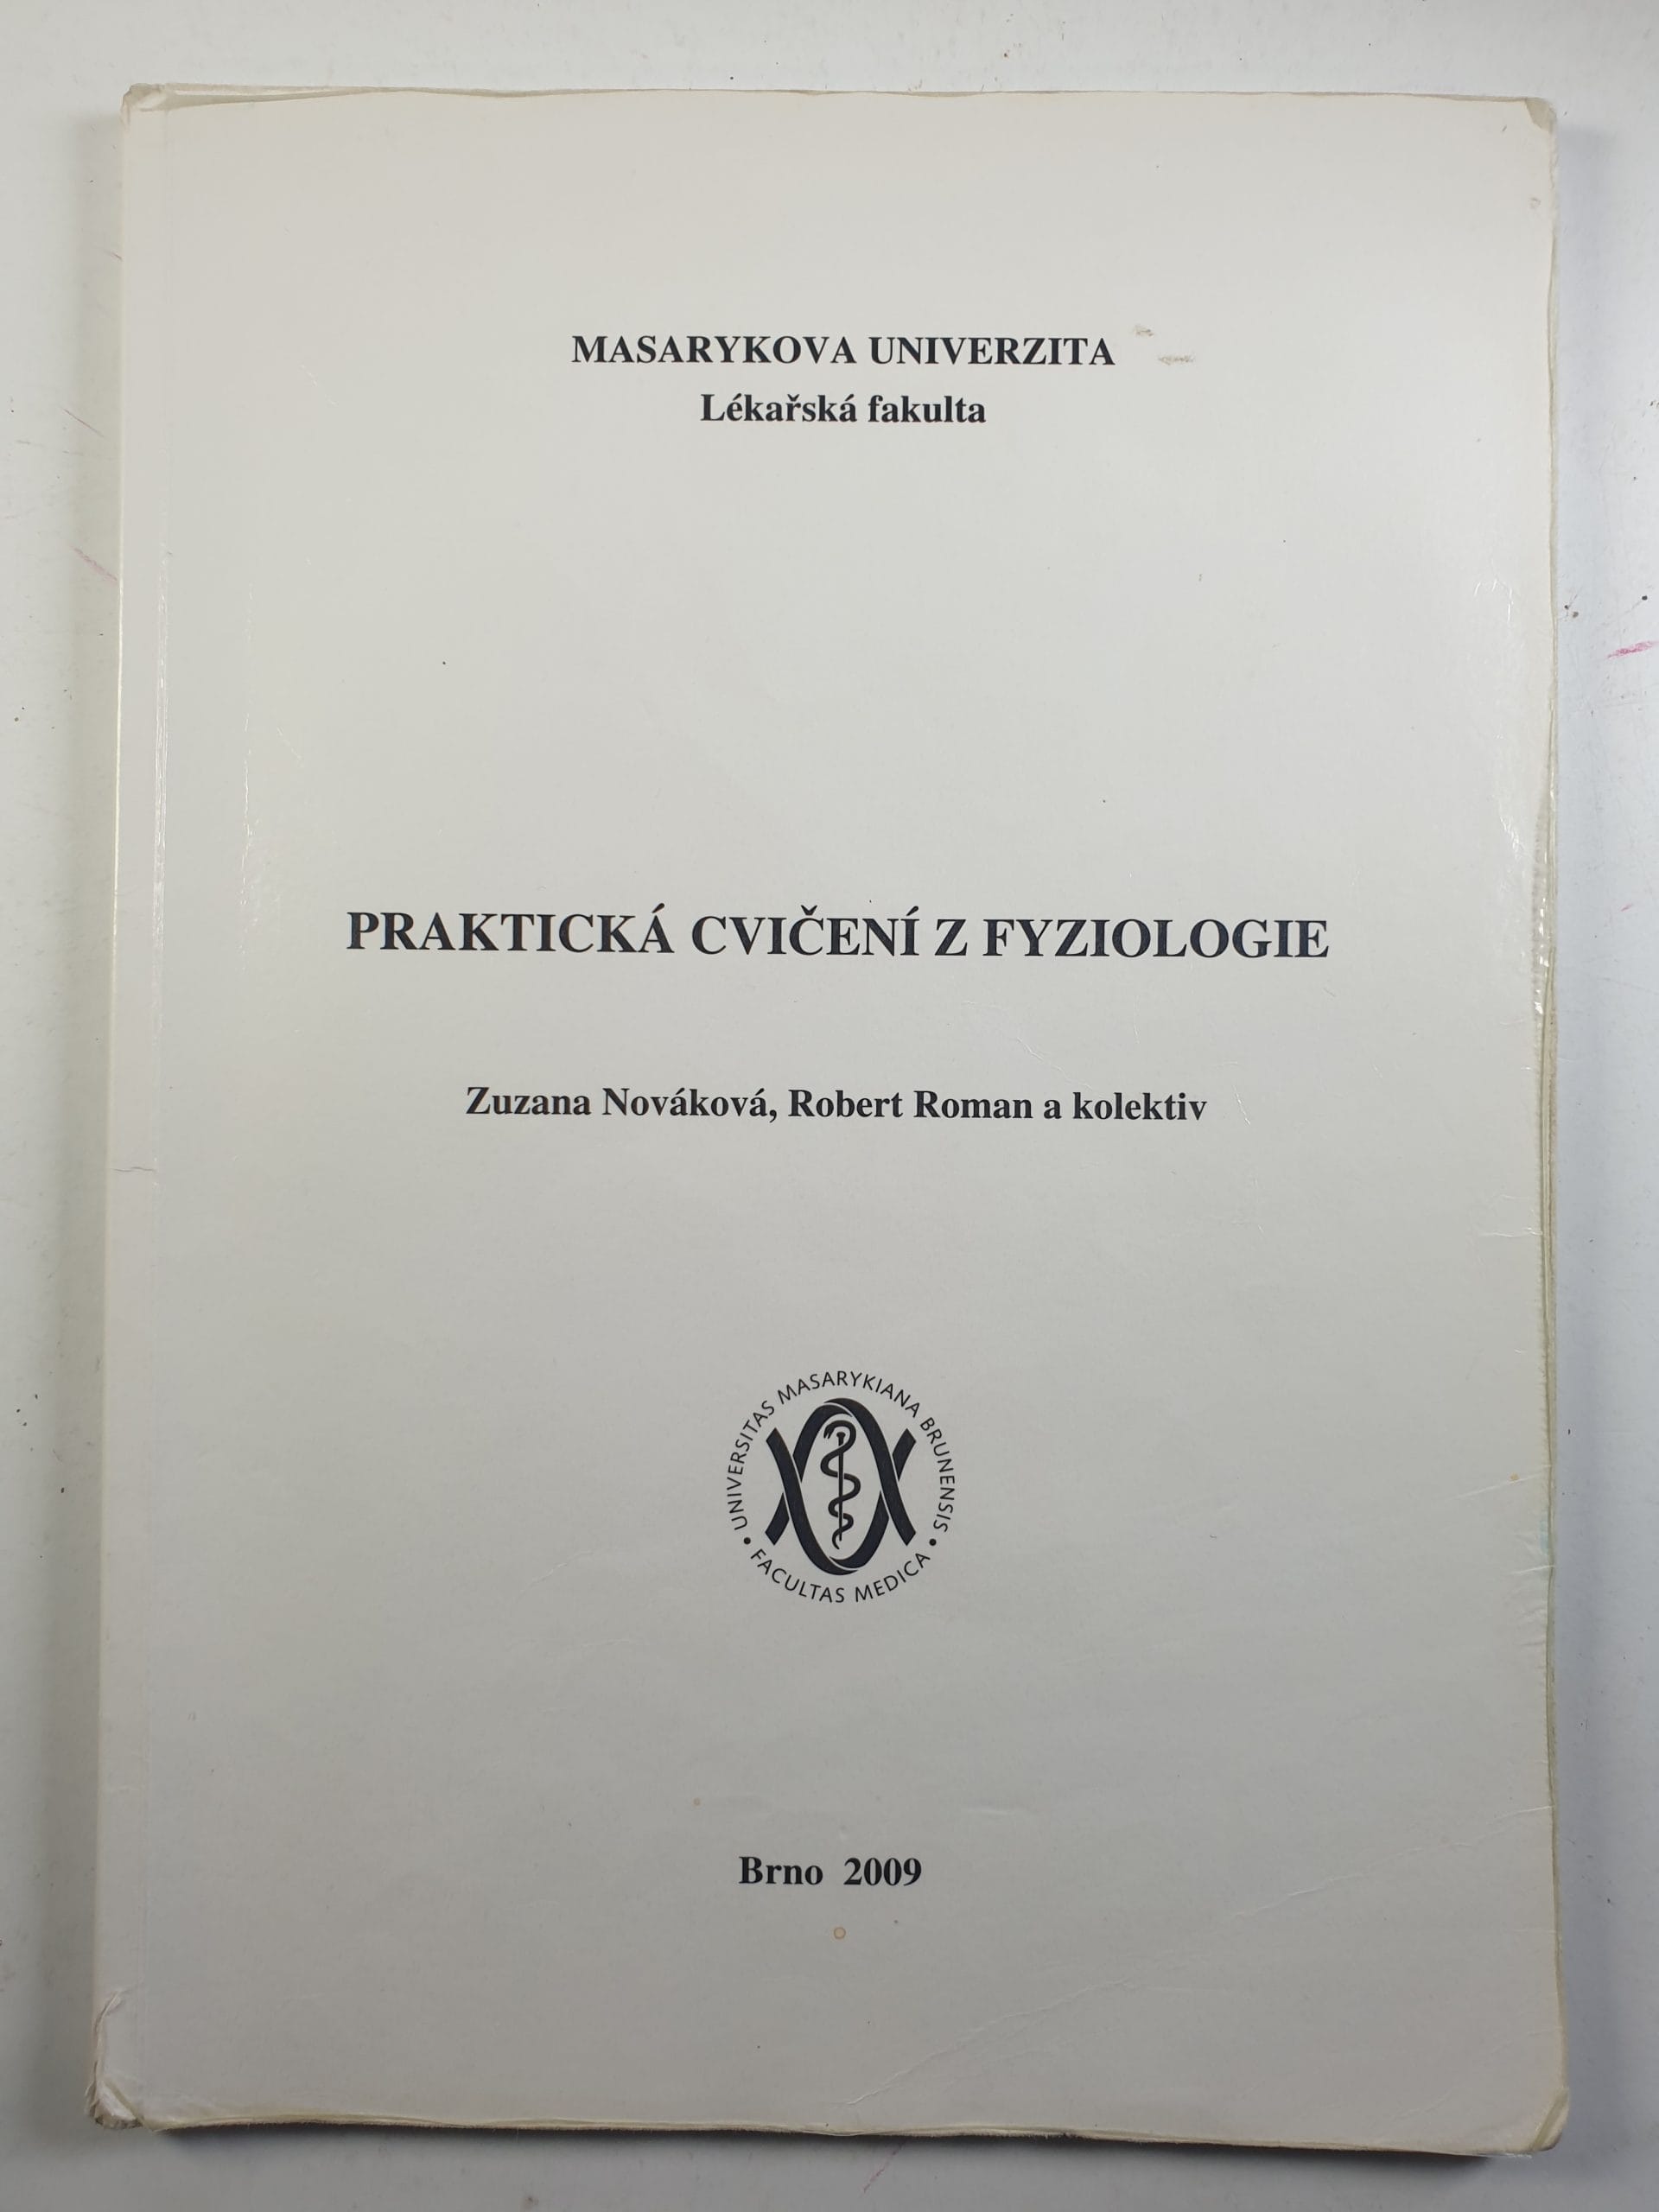 MASARYKOVA UNIVERZITA
Lékařská fakulta
PRAKTICKÁ CVIČENÍ Z FYZIOLOGIE
Zuzana Nováková, Robert Roman a kolektiv
UNIVERSITAS MASARYKIANA BRUNENSIS
• FACULTAS MEDICA •
Brno 2009